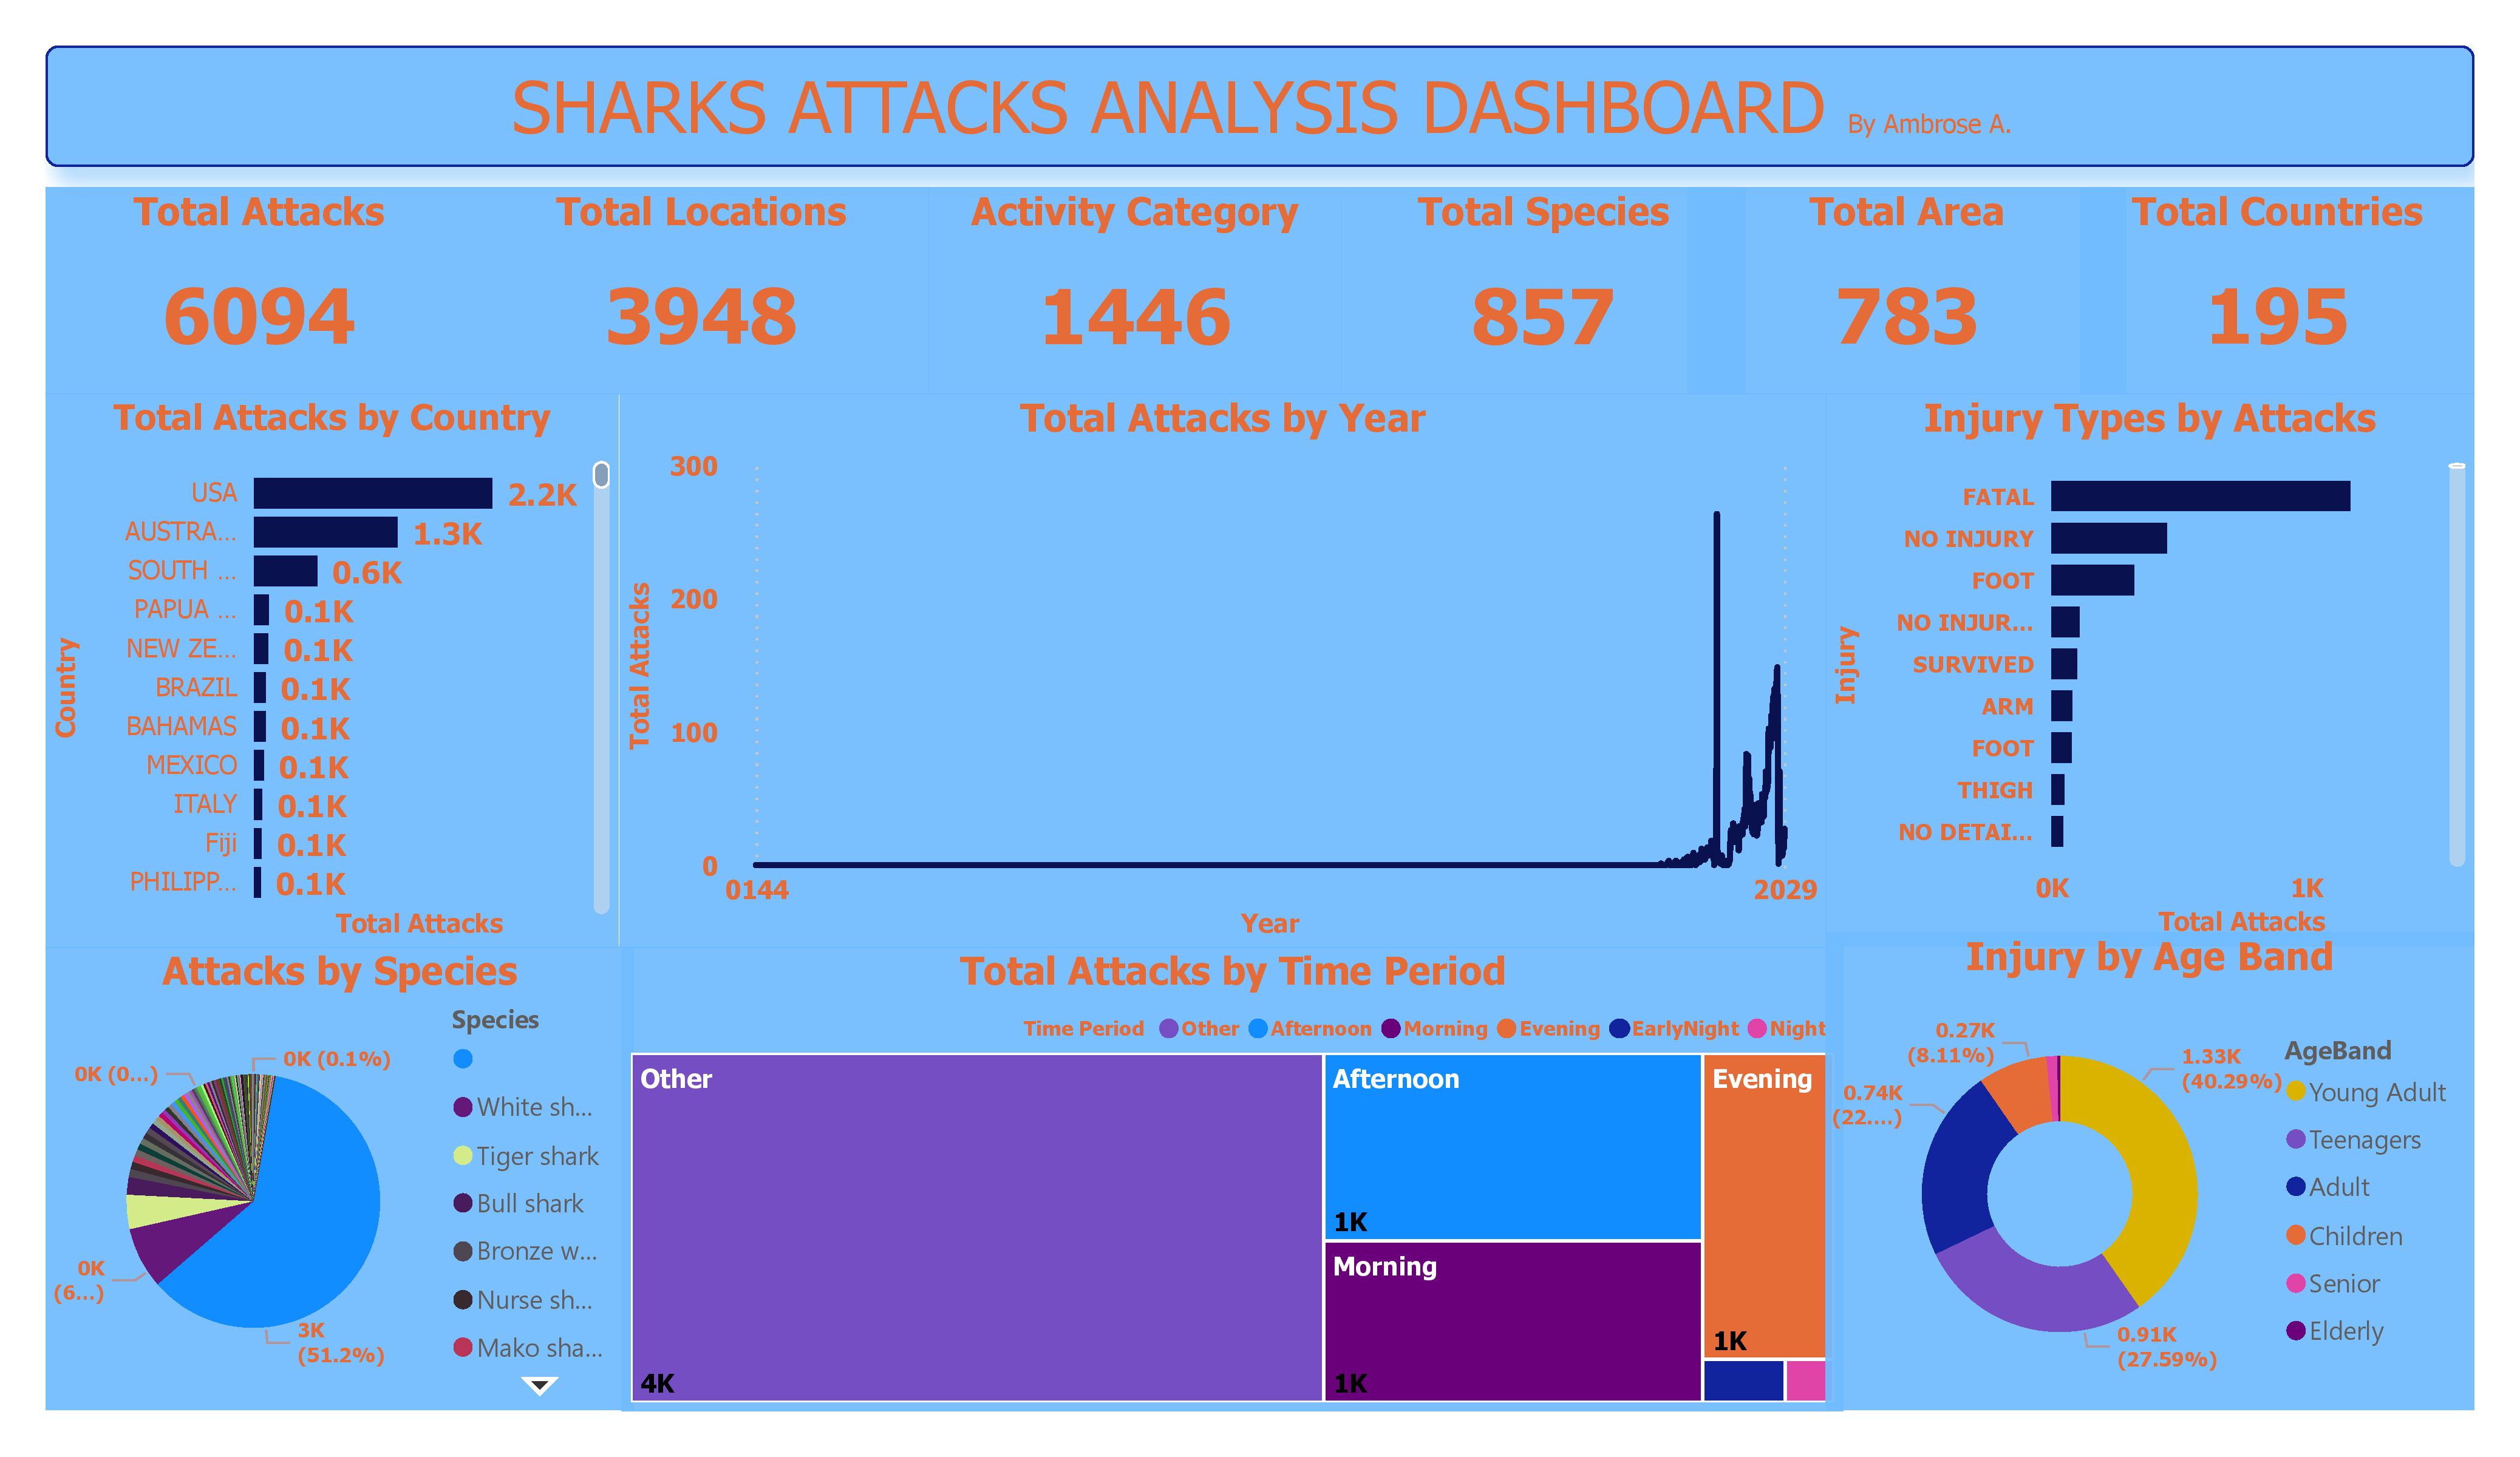 SHARKS ATTACKS ANALYSIS DASHBOARD By Ambrose A.
Total Attacks
6094
Total Locations
3948
Activity Category
1446
Total Species
857
Total Area
783
Total Countries
195
Total Attacks by Country
Country
USA 2.2K
AUSTRA... 1.3K
SOUTH ... 0.6K
PAPUA ... 0.1K
NEW ZE... 0.1K
BRAZIL 0.1K
BAHAMAS 0.1K
MEXICO 0.1K
ITALY 0.1K
Fiji 0.1K
PHILIPP... 0.1K
Total Attacks
Total Attacks by Year
Total Attacks
300
200
100
0
0144 2029
Year
Injury Types by Attacks
Injury
FATAL
NO INJURY
FOOT
NO INJUR...
SURVIVED
ARM
FOOT
THIGH
NO DETAI...
0K 1K
Total Attacks
Attacks by Species
0K (0.1%)
0K (0...)
0K
(6...)
3K
(51.2%)
Species
White sh...
Tiger shark
Bull shark
Bronze w...
Nurse sh...
Mako sha...
Total Attacks by Time Period
Time Period Other Afternoon Morning Evening EarlyNight Night
Other
4K
Afternoon
1K
Morning
1K
Evening
1K
Injury by Age Band
0.27K
(8.11%)
1.33K
(40.29%)
0.74K
(22....)
0.91K
(27.59%)
AgeBand
Young Adult
Teenagers
Adult
Children
Senior
Elderly